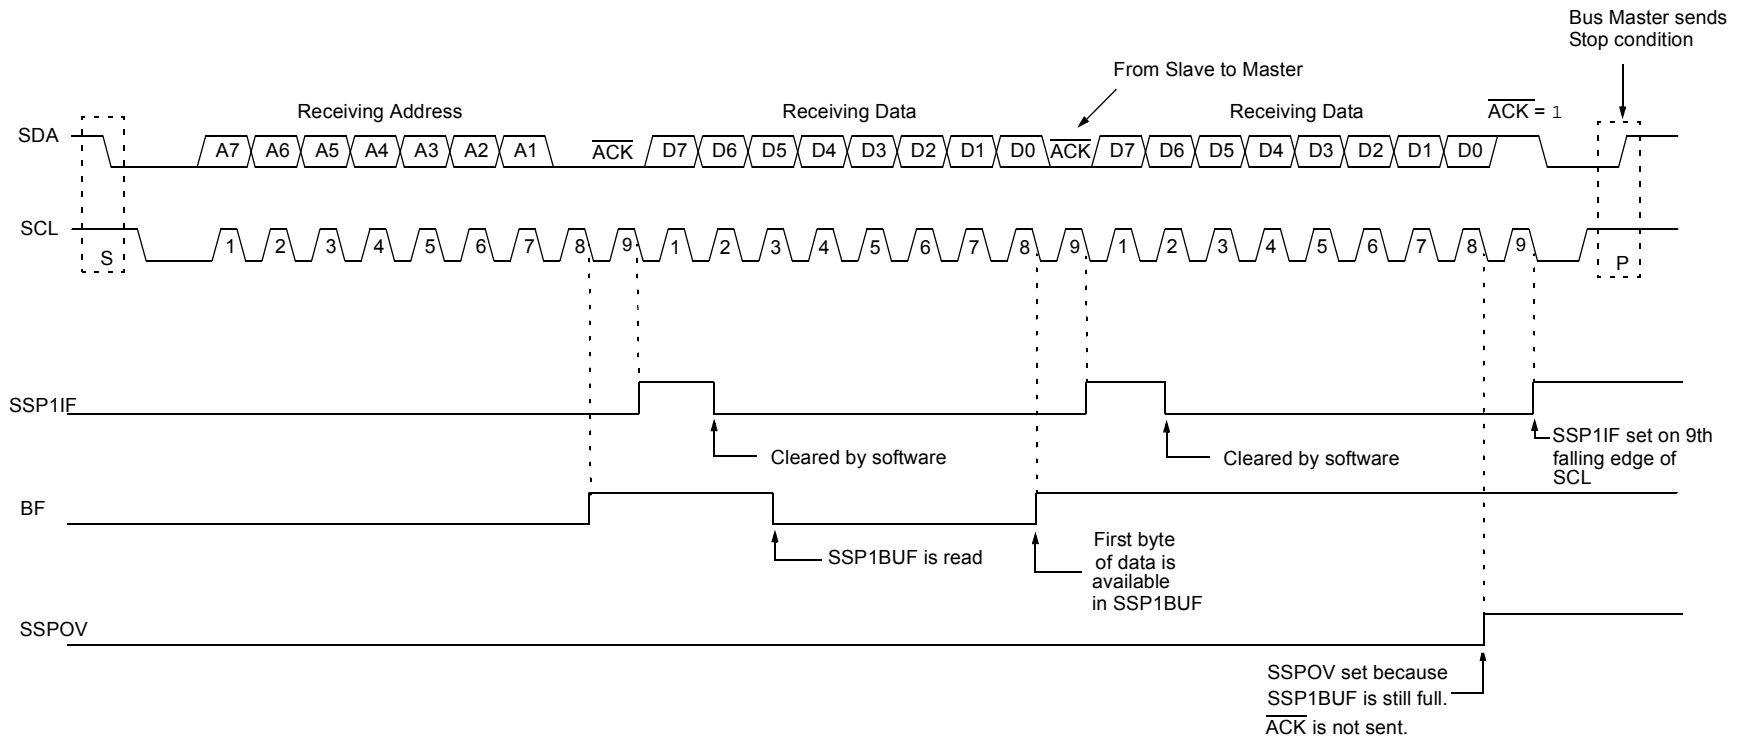 Bus Master sends
Stop condition
From Slave to Master
Receiving Address
Receiving Data
Receiving Data
ACK = 1
SDA
A7 A6 A5 A4 A3 A2 A1 ACK D7 D6 D5 D4 D3 D2 D1 D0 ACK D7 D6 D5 D4 D3 D2 D1 D0
SCL
S
1 2 3 4 5 6 7 8 9 1 2 3 4 5 6 7 8 9 1 2 3 4 5 6 7 8 9
P
SSP1IF
Cleared by software
Cleared by software
SSP1IF set on 9th
falling edge of
SCL
BF
SSP1BUF is read
First byte
of data is
available
in SSP1BUF
SSPOV
SSPOV set because
SSP1BUF is still full.
ACK is not sent.